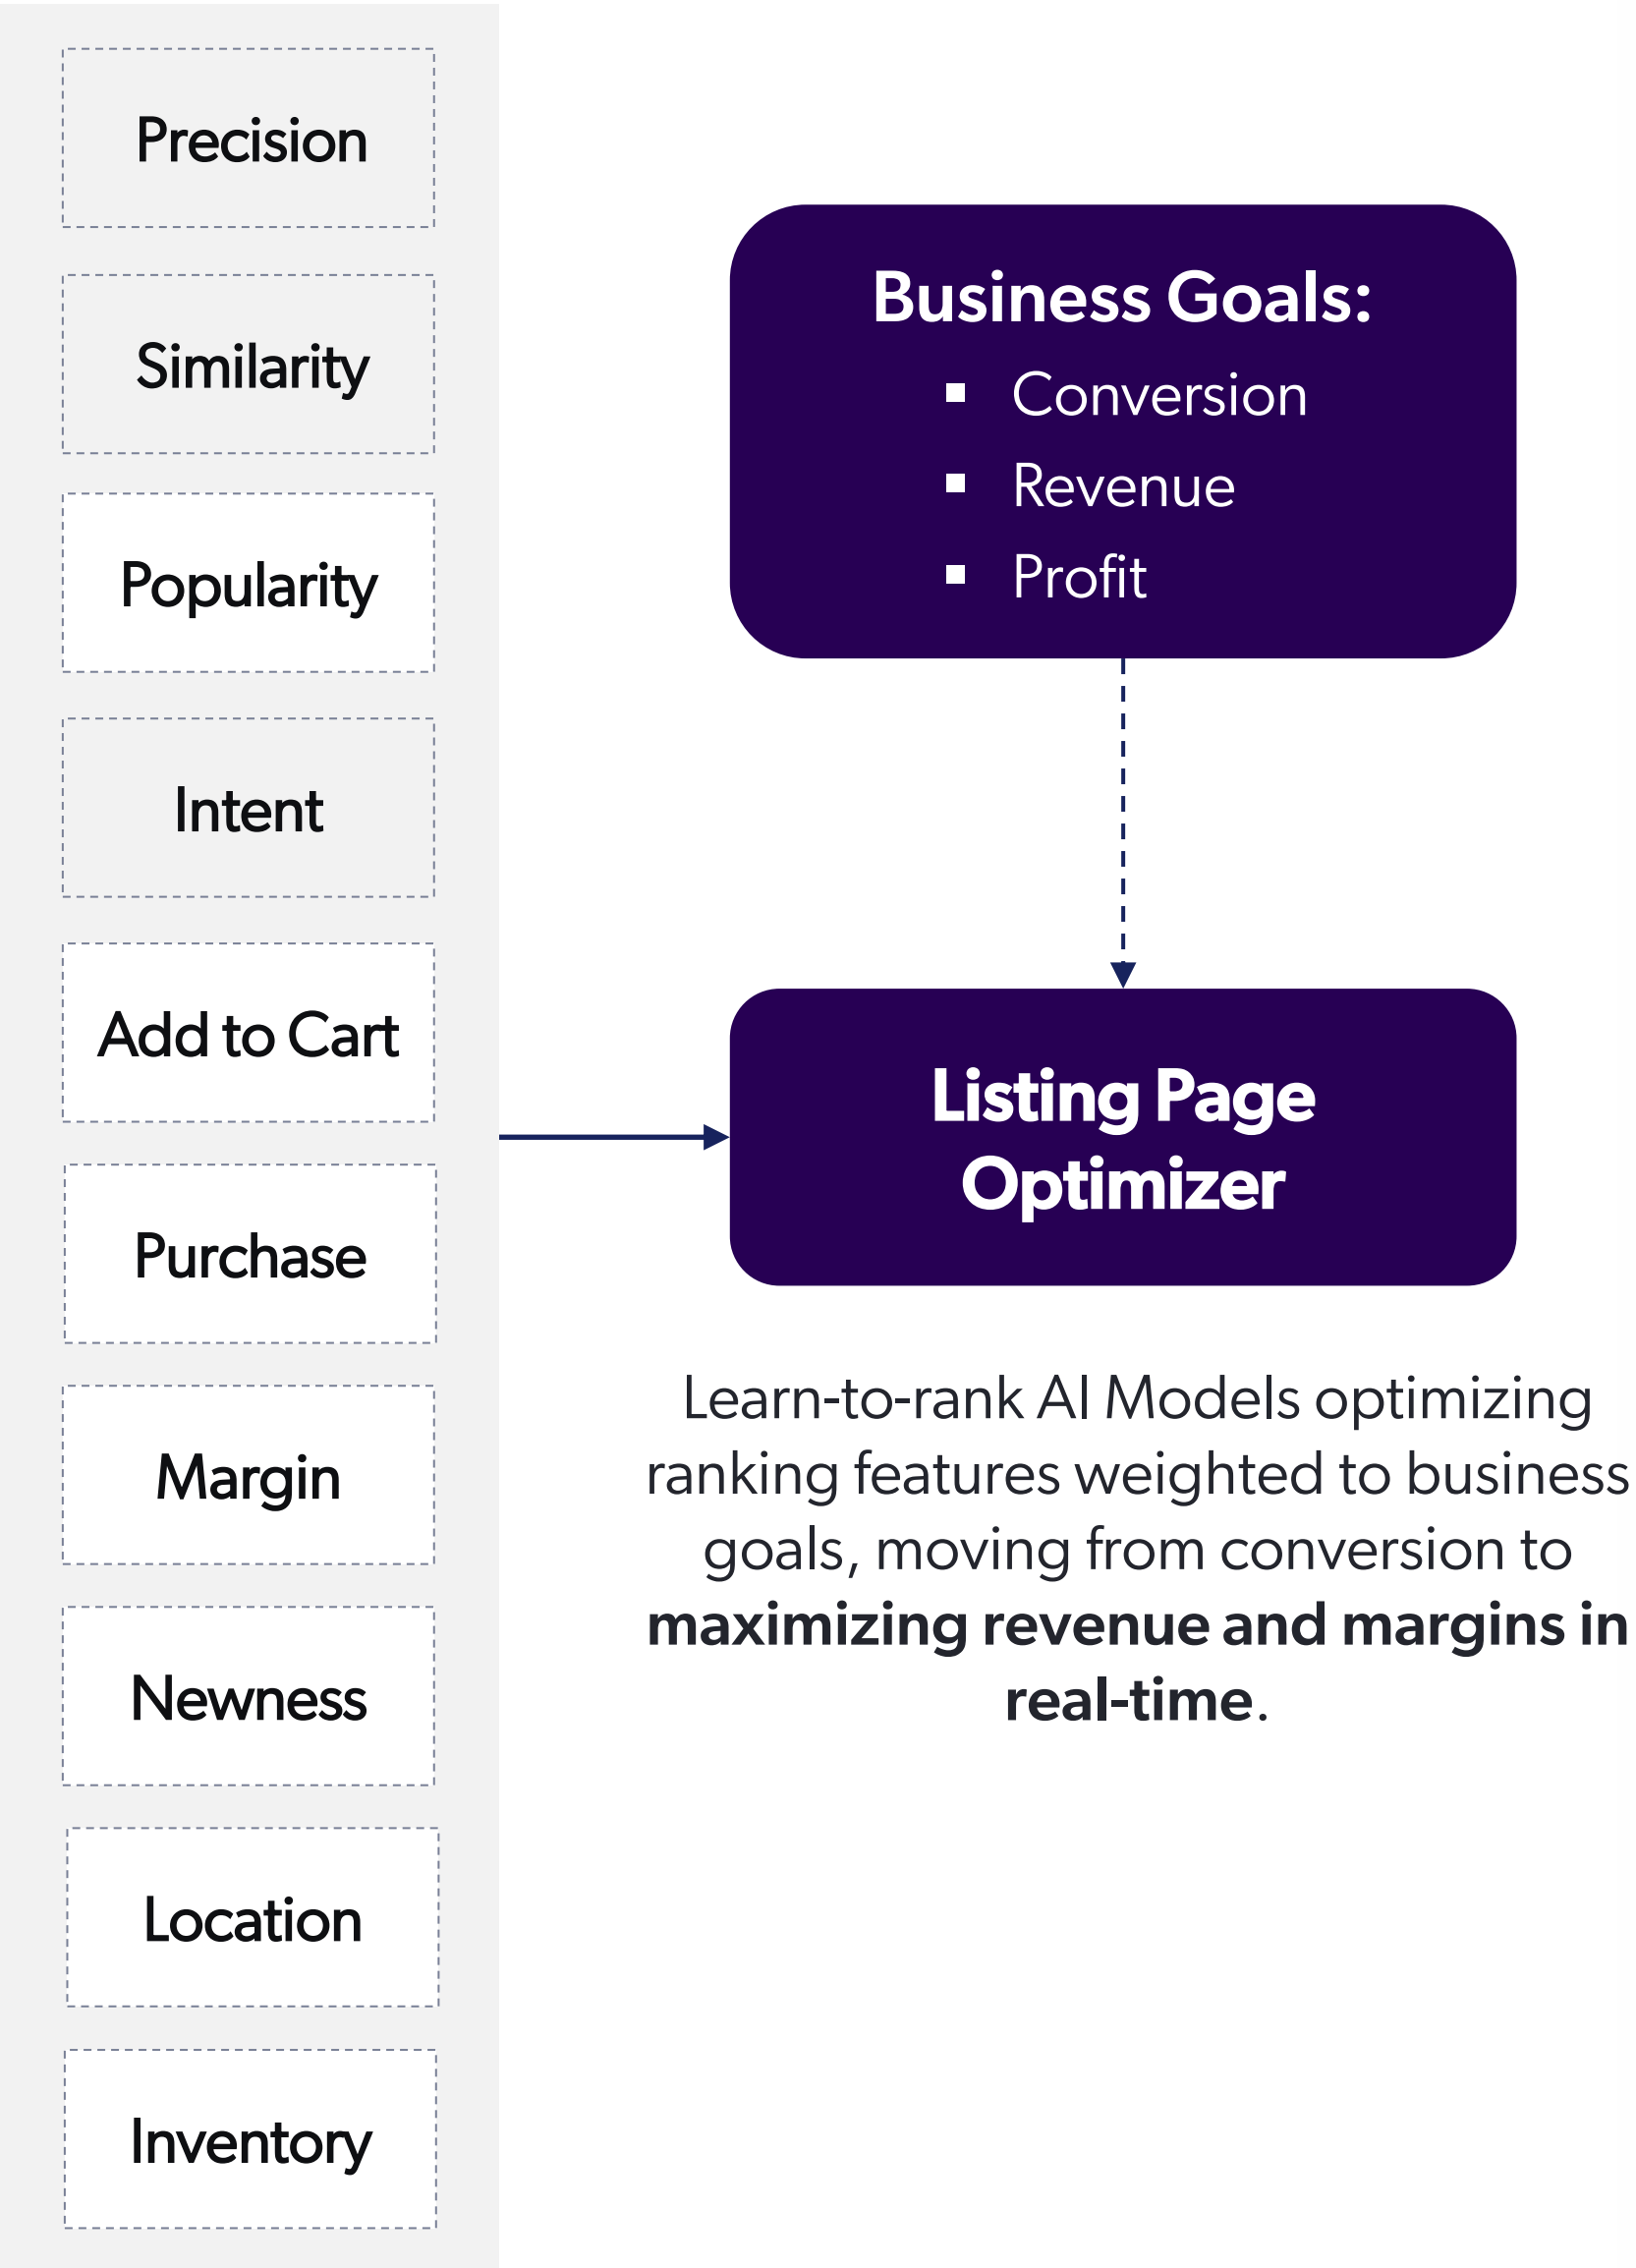 Precision
Similarity
Popularity
Intent
Add to Cart
Purchase
Margin
Newness
Location
Inventory
Business Goals:
▪ Conversion
▪ Revenue
▪ Profit
Listing Page
Optimizer
Learn-to-rank AI Models optimizing
ranking features weighted to business
goals, moving from conversion to
maximizing revenue and margins in
real-time.